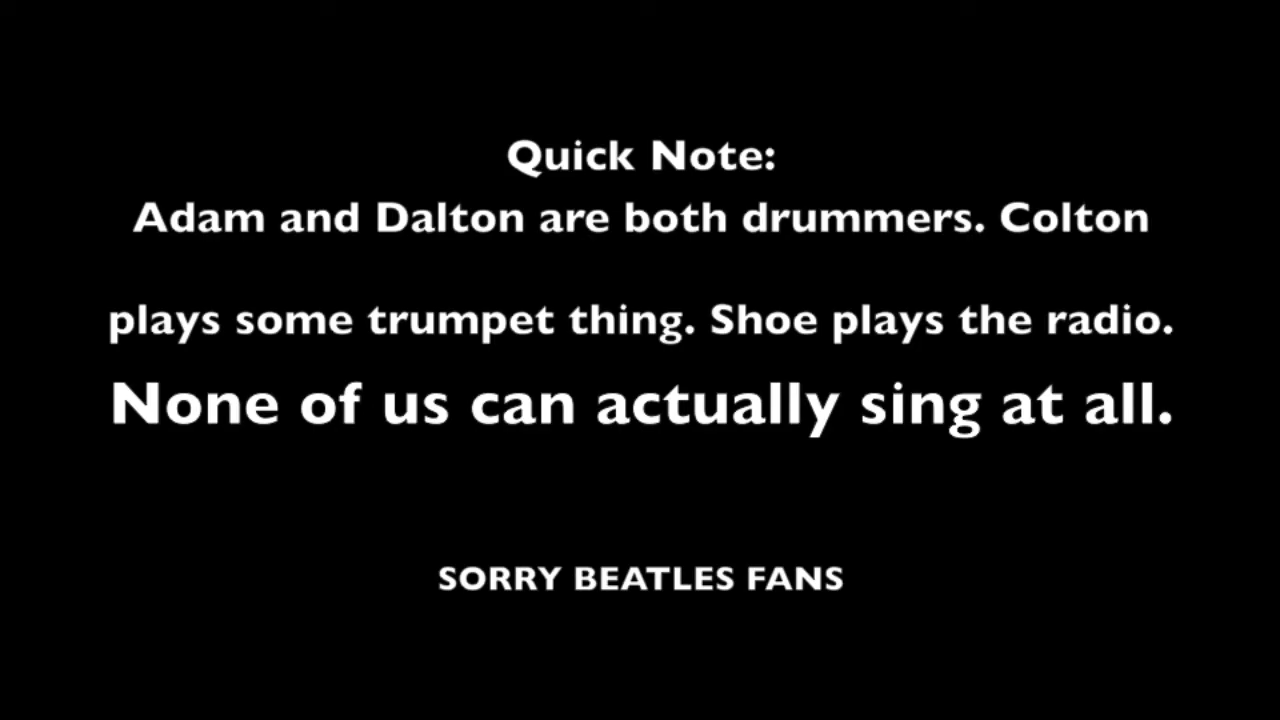 Quick Note:
Adam and Dalton are both drummers. Colton
plays some trumpet thing. Shoe plays the radio.
None of us can actually sing at all.
SORRY BEATLES FANS